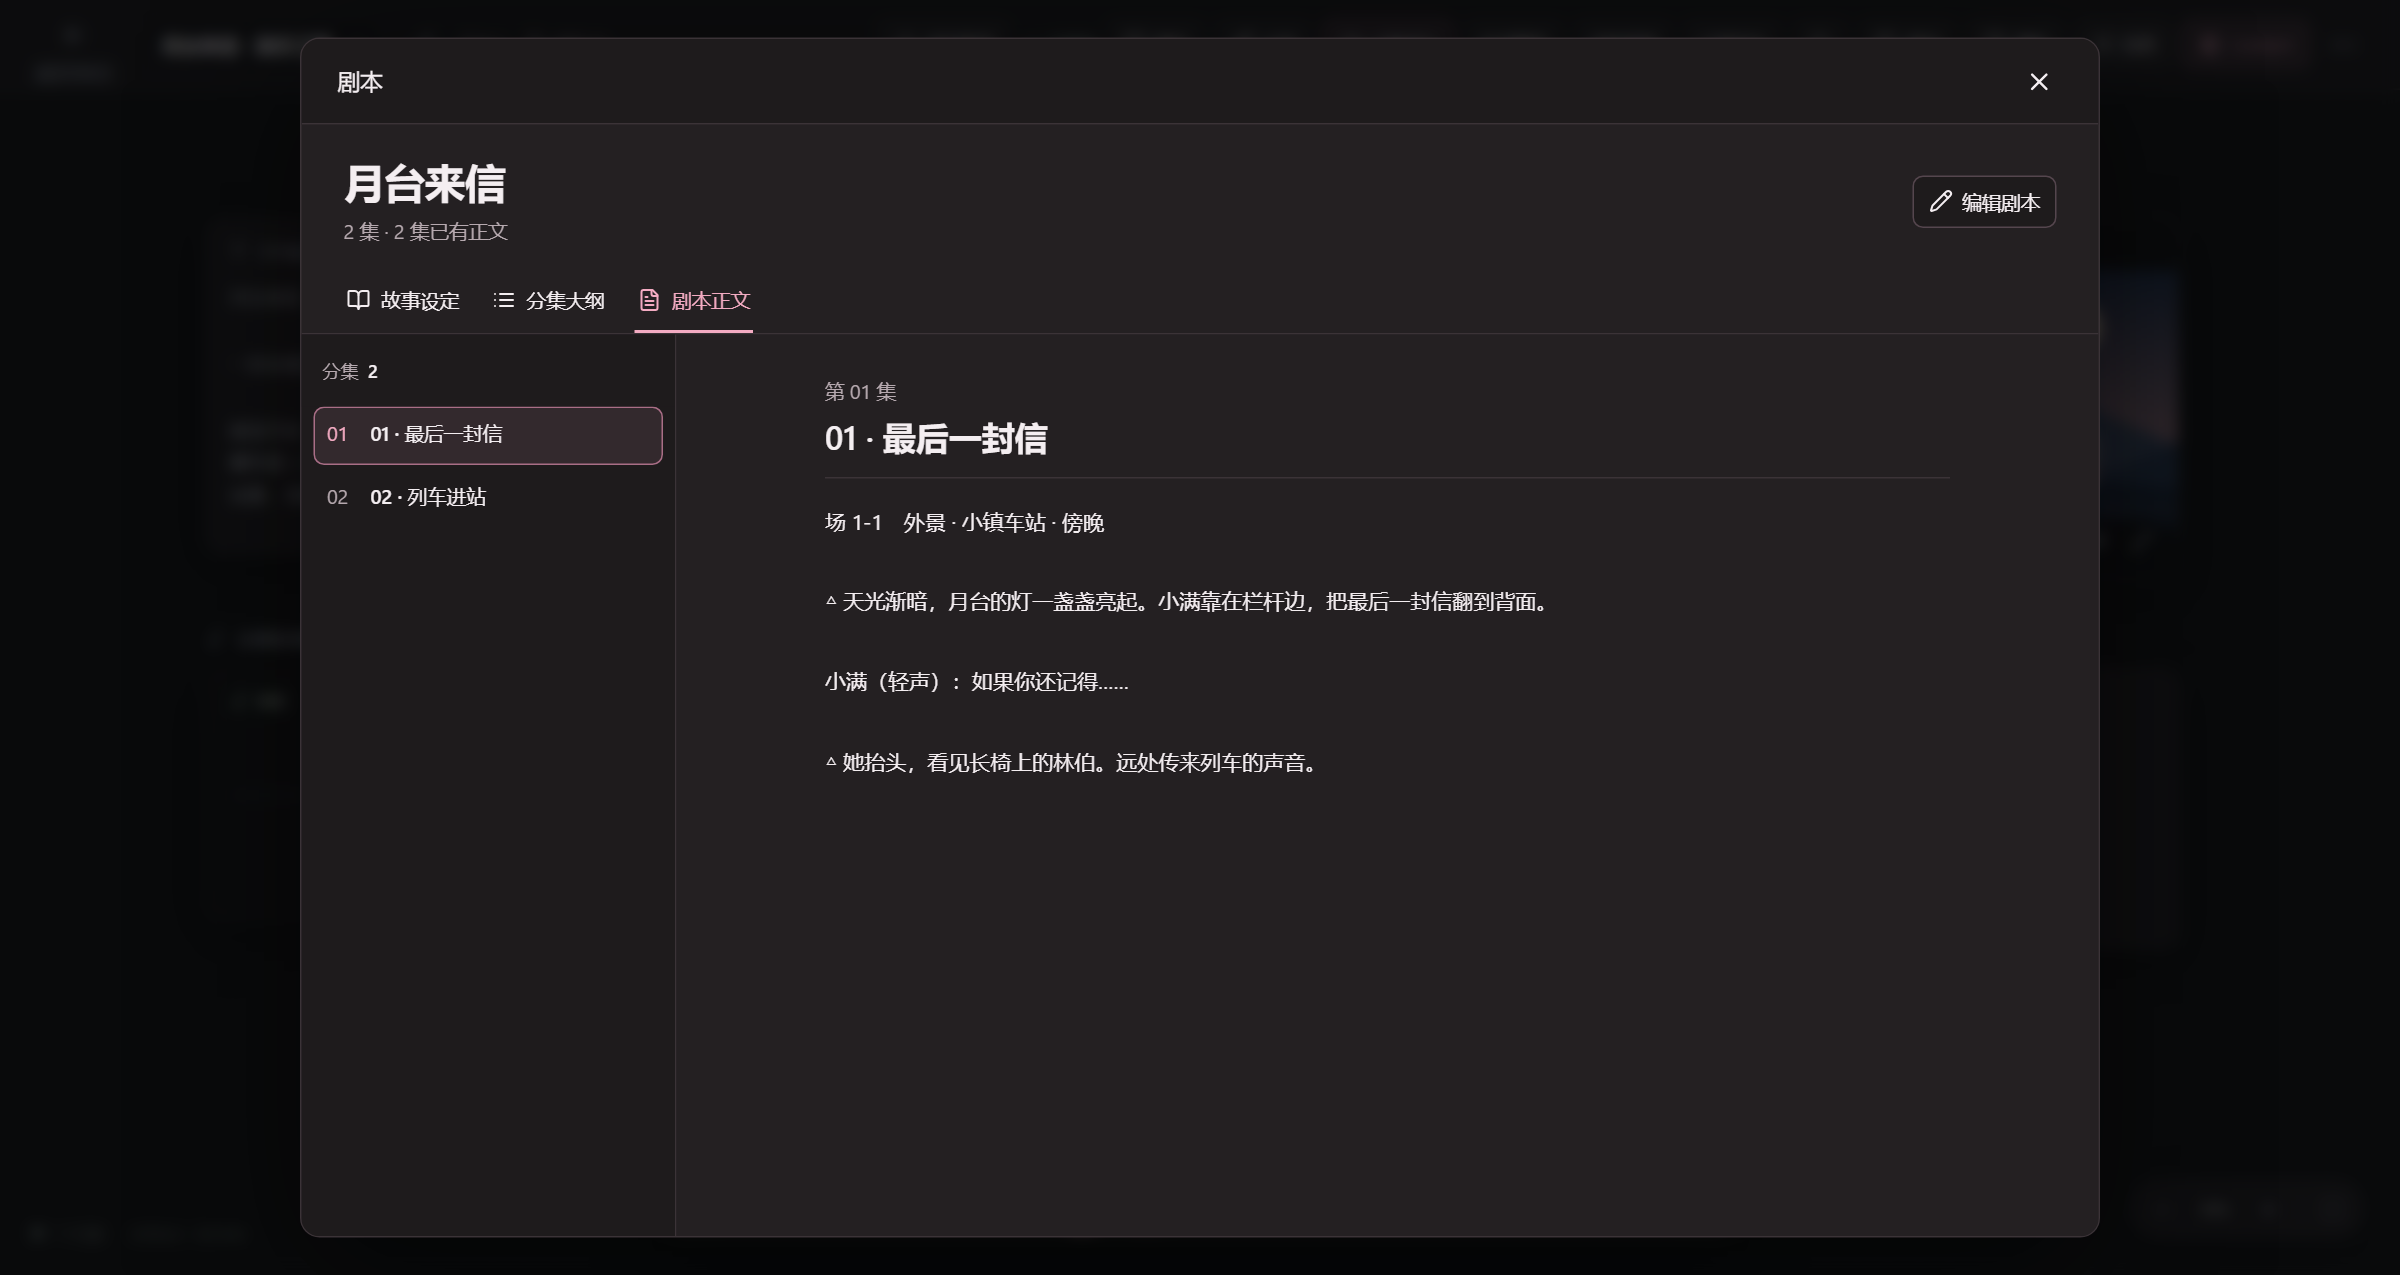 剧本
月台来信
2 集 · 2 集已有正文
编辑剧本
故事设定
分集大纲
剧本正文
分集 2
01 01 · 最后一封信
02 02 · 列车进站
第 01 集
01 · 最后一封信
场 1-1 外景 · 小镇车站 · 傍晚
△ 天光渐暗，月台的灯一盏盏亮起。小满靠在栏杆边，把最后一封信翻到背面。
小满（轻声）：如果你还记得……
△ 她抬头，看见长椅上的林伯。远处传来列车的声音。